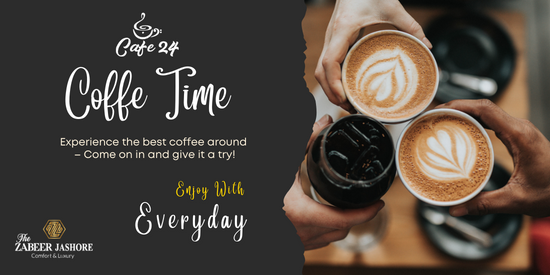 Cafe 24
Coffe Time
Experience the best coffee around
– Come on in and give it a try!
Enjoy With
Everyday
The
ZABEER JASHORE
Comfort & Luxury